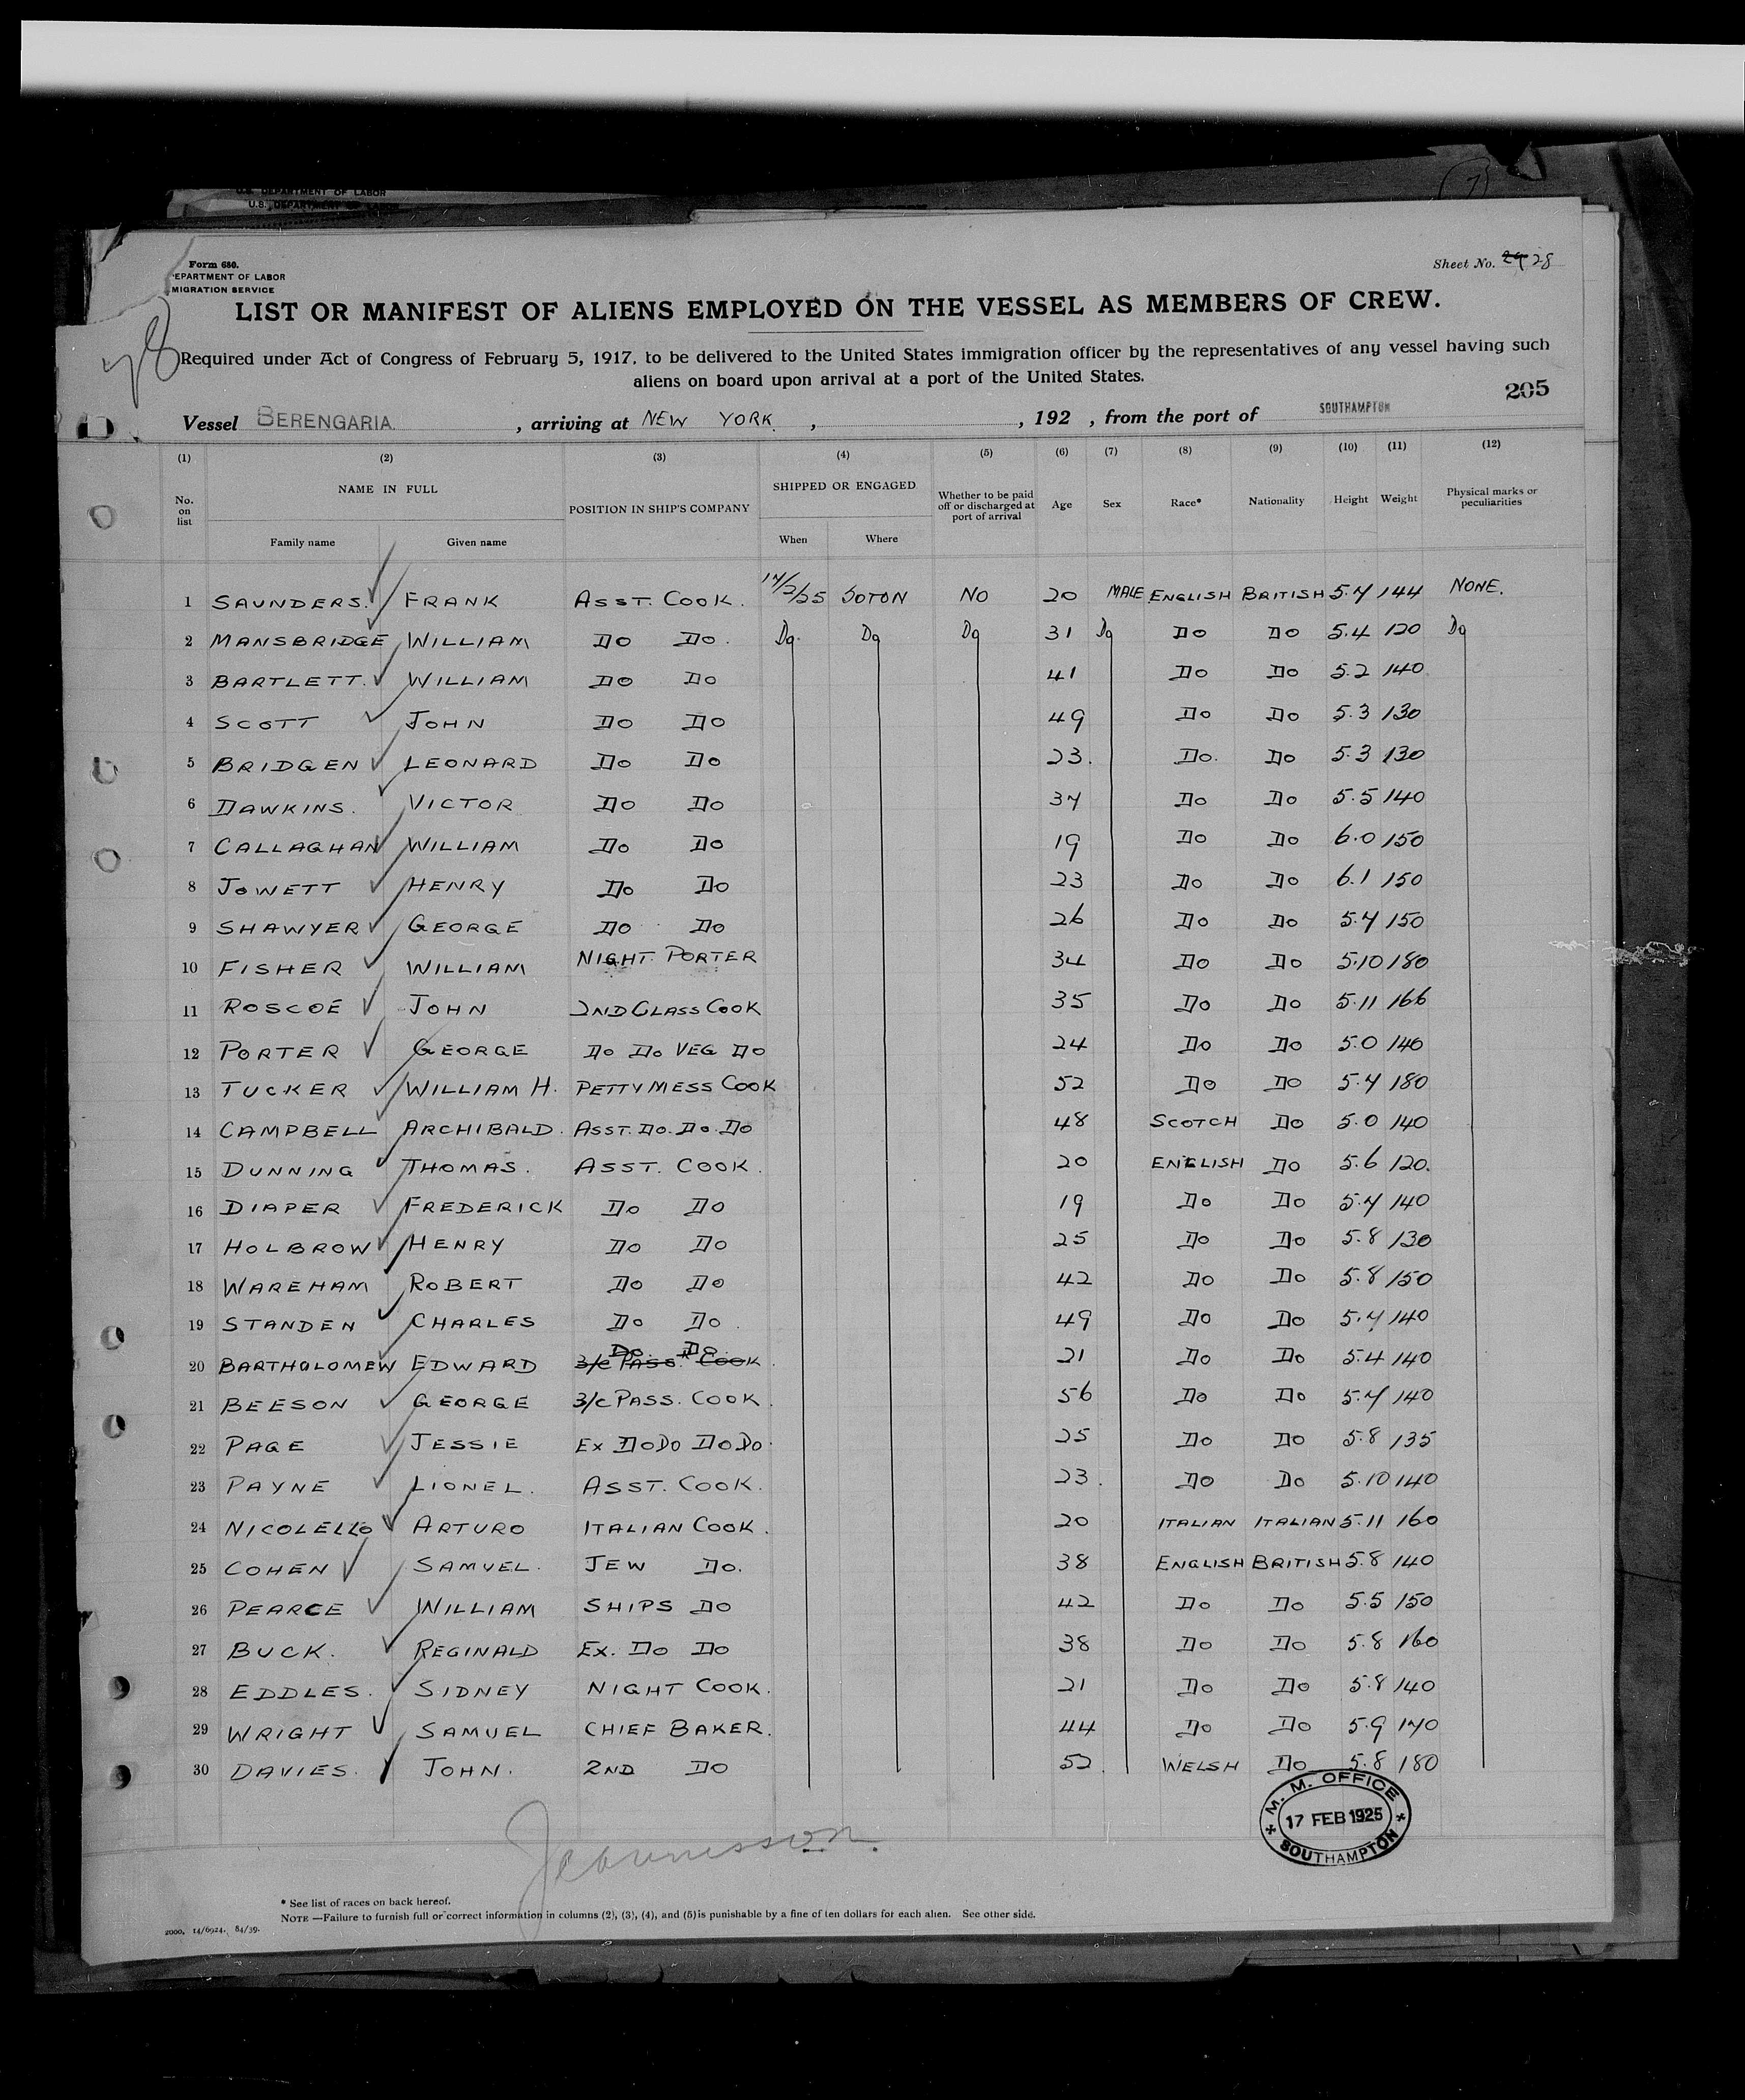 U.S. DEPARTMENT OF LABOR
U.S. DEPARTMENT OF LABOR
Form 680.
EPARTMENT OF LABOR
MIGRATION SERVICE
Sheet No. 28
LIST OR MANIFEST OF ALIENS EMPLOYED ON THE VESSEL AS MEMBERS OF CREW.
Required under Act of Congress of February 5, 1917, to be delivered to the United States immigration officer by the representatives of any vessel having such
aliens on board upon arrival at a port of the United States.
205
Vessel BERENGARIA. , arriving at NEW YORK. , , 192 , from the port of SOUTHAMPTON
(1) (2) (3) (4) (5) (6) (7) (8) (9) (10) (11) (12)
No. on list NAME IN FULL POSITION IN SHIP'S COMPANY SHIPPED OR ENGAGED Whether to be paid off or discharged at port of arrival Age Sex Race* Nationality Height Weight Physical marks or peculiarities
Family name Given name When Where
1 SAUNDERS. FRANK ASST. COOK. 17/2/25 SOTON NO 20 MALE ENGLISH BRITISH 5.7 144 NONE.
2 MANSBRIDGE WILLIAM DO DO. Do. Do Do 31 Do DO DO 5.4 120 Do
3 BARTLETT. WILLIAM DO DO 41 DO DO 5.2 140
4 SCOTT JOHN DO DO 49 DO DO 5.3 130
5 BRIDGEN LEONARD DO DO 23. DO. DO 5.3 130
6 DAWKINS. VICTOR DO DO 37 DO DO 5.5 140
7 CALLAGHAN WILLIAM DO DO 19 DO DO 6.0 150
8 JOWETT HENRY DO DO 23 DO DO 6.1 150
9 SHAWYER GEORGE DO DO 26 DO DO 5.7 150
10 FISHER WILLIAM NIGHT PORTER 34 DO DO 5.10 180
11 ROSCOE JOHN 2ND CLASS COOK 35 DO DO 5.11 166
12 PORTER GEORGE DO DO VEG DO 24 DO DO 5.0 140
13 TUCKER WILLIAM H. PETTY MESS COOK 52 DO DO 5.7 180
14 CAMPBELL ARCHIBALD. ASST. DO. DO. DO 48 SCOTCH DO 5.0 140
15 DUNNING THOMAS. ASST. COOK. 20 ENGLISH DO 5.6 120.
16 DIAPER FREDERICK DO DO 19 DO DO 5.7 140
17 HOLBROW HENRY DO DO 25 DO DO 5.8 130
18 WAREHAM ROBERT DO DO 42 DO DO 5.8 150
19 STANDEN CHARLES DO DO. 49 DO DO 5.7 140
DO DO
20 BARTHOLOMEW EDWARD 3/C PASS. COOK. 21 DO DO 5.4 140
21 BEESON GEORGE 3/C PASS. COOK. 56 DO DO 5.7 140
22 PAGE JESSIE EX DO DO DO DO. 25 DO DO 5.8 135
23 PAYNE LIONEL. ASST. COOK. 23. DO DO 5.10 140
24 NICOLELLO ARTURO ITALIAN COOK. 20 ITALIAN ITALIAN 5.11 160
25 COHEN SAMUEL. JEW DO. 38 ENGLISH BRITISH 5.8 140
26 PEARCE WILLIAM SHIPS DO 42 DO DO 5.5 150
27 BUCK. REGINALD EX. DO DO 38 DO DO 5.8 160
28 EDDLES. SIDNEY NIGHT COOK. 21 DO DO 5.8 140
29 WRIGHT SAMUEL CHIEF BAKER. 44 DO DO 5.9 170
30 DAVIES. JOHN. 2ND DO 52. WELSH DO 5.8 180
M. M. OFFICE
17 FEB 1925
SOUTHAMPTON
* See list of races on back hereof.
NOTE —Failure to furnish full or correct information in columns (2), (3), (4), and (5) is punishable by a fine of ten dollars for each alien. See other side.
2000, 14/6924. 84/39.